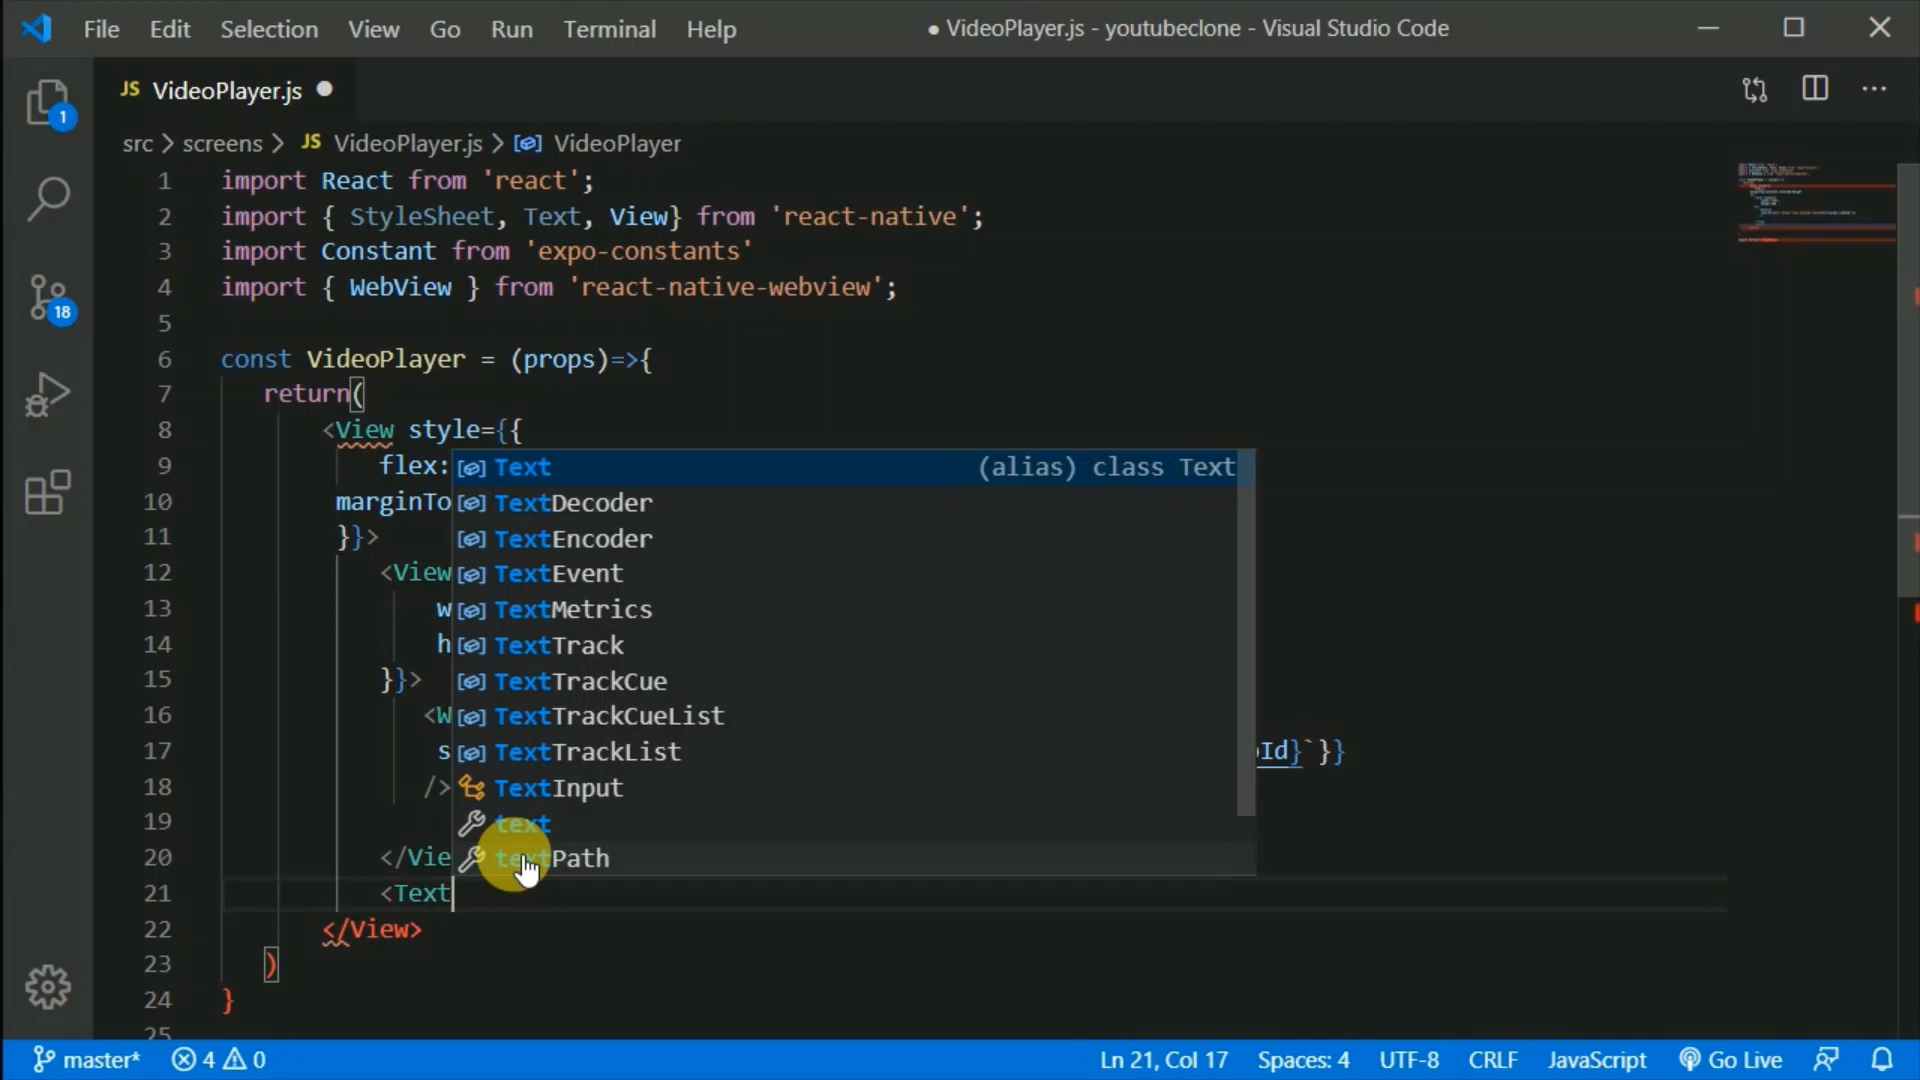 File Edit Selection View Go Run Terminal Help
● VideoPlayer.js - youtubeclone - Visual Studio Code
JS VideoPlayer.js
src > screens > JS VideoPlayer.js > VideoPlayer
1
18
1 import React from 'react';
2 import { StyleSheet, Text, View} from 'react-native';
3 import Constant from 'expo-constants'
4 import { WebView } from 'react-native-webview';
5
6 const VideoPlayer = (props)=>{
7 return(
8 <View style={{
9 flex:
10 marginTo
11 }}>
12 <View
13 w
14 h
15 }}>
16 <W
17 s Id}`}}
18 />
19
20 </Vie
21 <Text
22 </View>
23 )
24 }
25
Text (alias) class Text
TextDecoder
TextEncoder
TextEvent
TextMetrics
TextTrack
TextTrackCue
TextTrackCueList
TextTrackList
TextInput
text
textPath
master* 4 0 Ln 21, Col 17 Spaces: 4 UTF-8 CRLF JavaScript Go Live